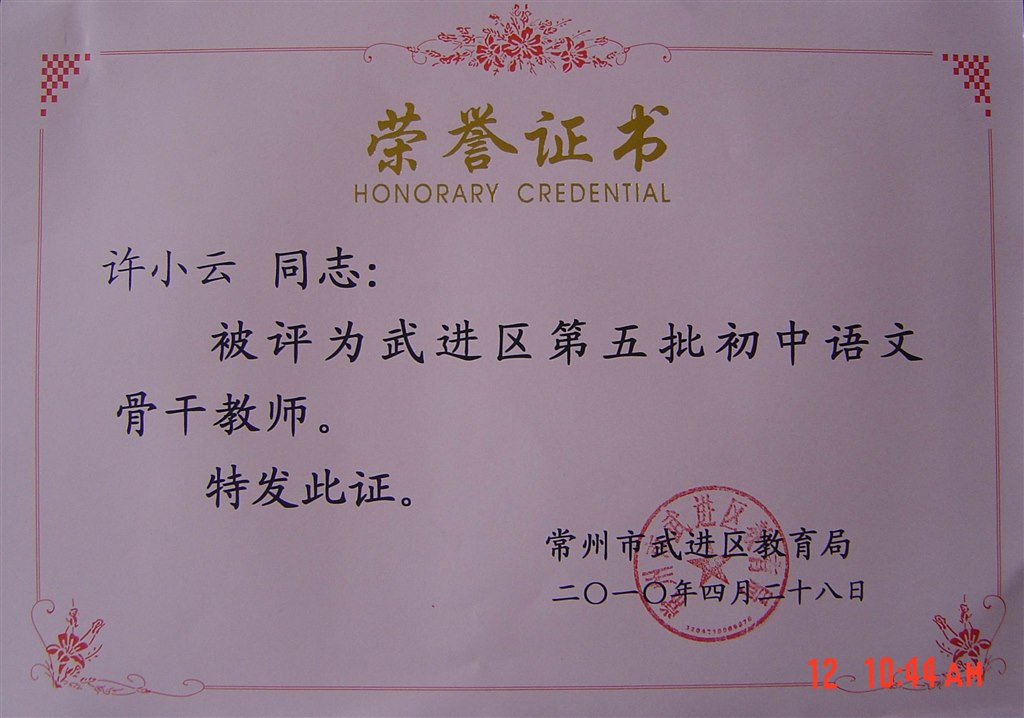 荣誉证书
HONORARY CREDENTIAL
许小云 同志：
被评为武进区第五批初中语文
骨干教师。
特发此证。
常州市武进区教育局
二〇一〇年四月二十八日
12 10:44AM